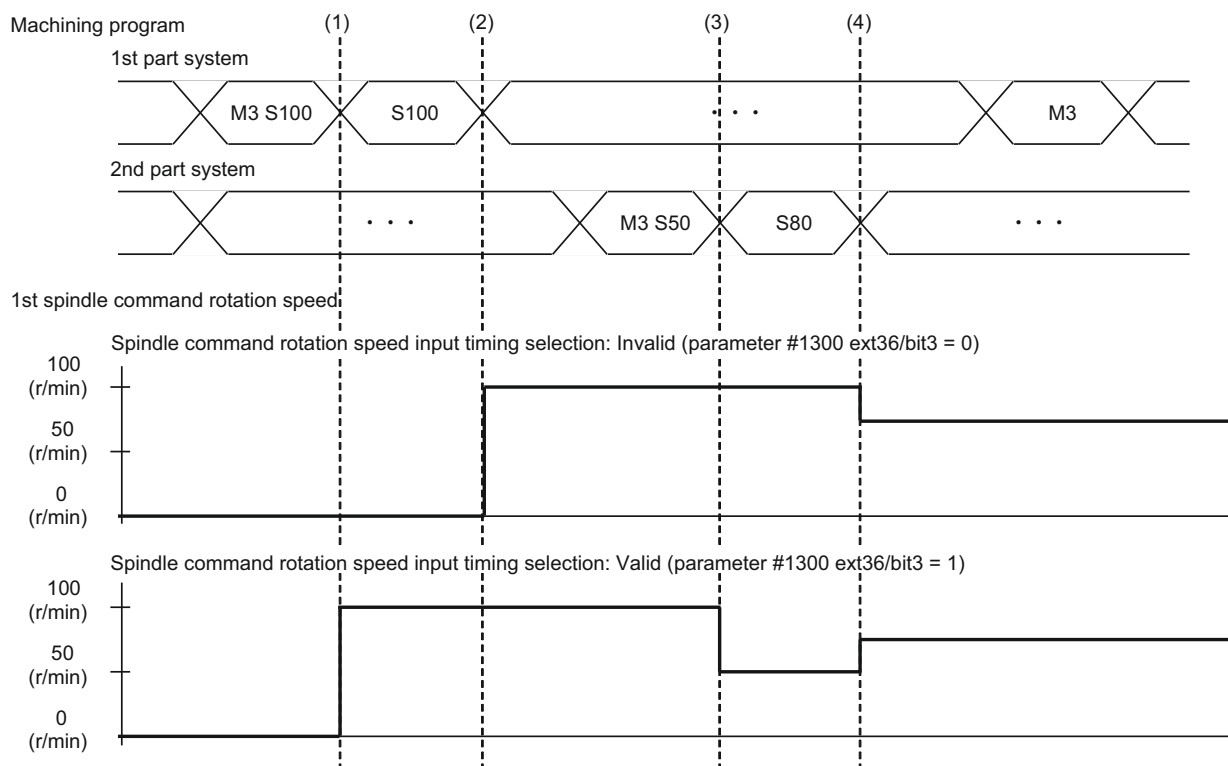 Machining program
(1) (2) (3) (4)
1st part system
M3 S100 S100 · · · M3
2nd part system
· · · M3 S50 S80 · · ·
1st spindle command rotation speed
Spindle command rotation speed input timing selection: Invalid (parameter #1300 ext36/bit3 = 0)
100
(r/min)
50
(r/min)
0
(r/min)
Spindle command rotation speed input timing selection: Valid (parameter #1300 ext36/bit3 = 1)
100
(r/min)
50
(r/min)
0
(r/min)